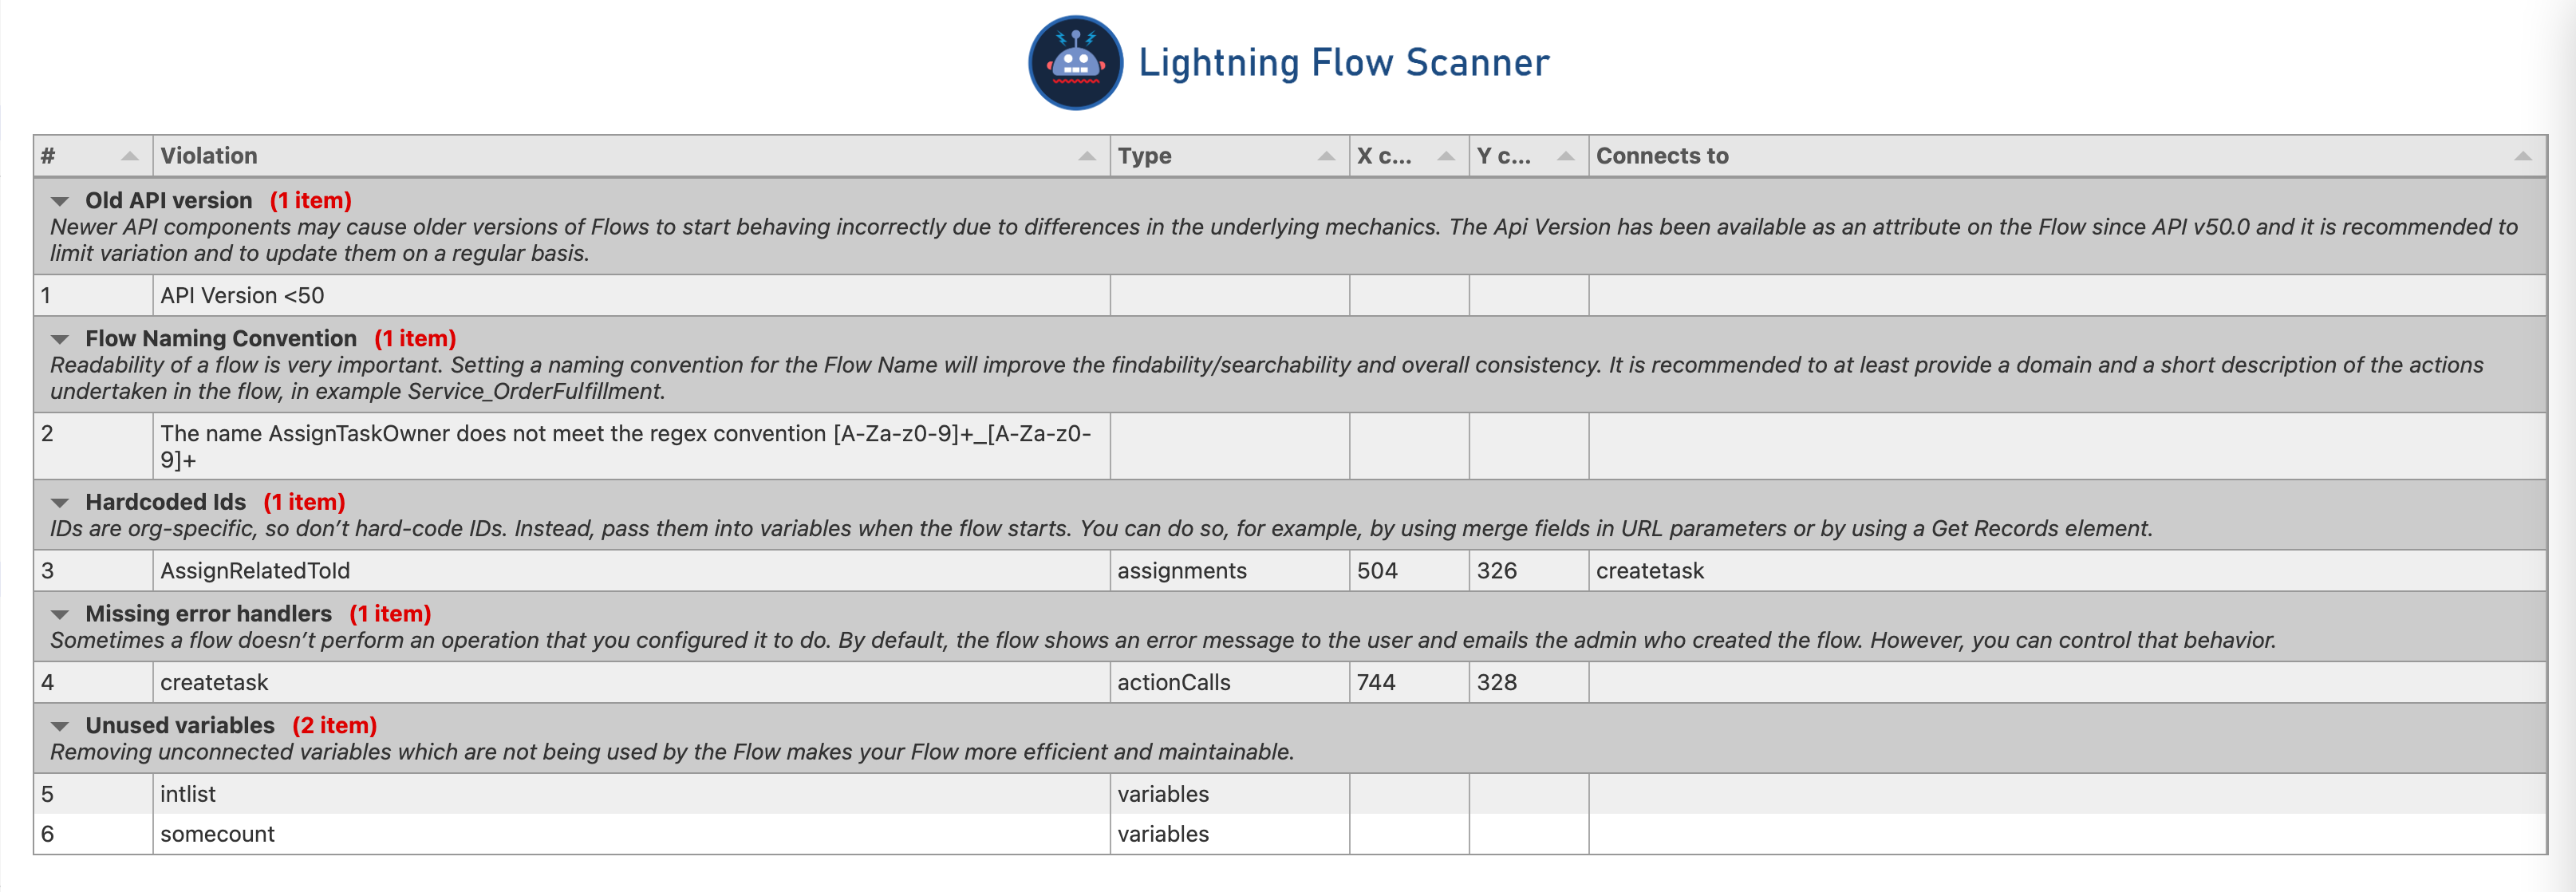 Lightning Flow Scanner
# Violation Type X c... Y c... Connects to
Old API version (1 item)
Newer API components may cause older versions of Flows to start behaving incorrectly due to differences in the underlying mechanics. The Api Version has been available as an attribute on the Flow since API v50.0 and it is recommended to
limit variation and to update them on a regular basis.
1 API Version <50
Flow Naming Convention (1 item)
Readability of a flow is very important. Setting a naming convention for the Flow Name will improve the findability/searchability and overall consistency. It is recommended to at least provide a domain and a short description of the actions
undertaken in the flow, in example Service_OrderFulfillment.
2 The name AssignTaskOwner does not meet the regex convention [A-Za-z0-9]+_[A-Za-z0-
9]+
Hardcoded Ids (1 item)
IDs are org-specific, so don’t hard-code IDs. Instead, pass them into variables when the flow starts. You can do so, for example, by using merge fields in URL parameters or by using a Get Records element.
3 AssignRelatedToId assignments 504 326 createtask
Missing error handlers (1 item)
Sometimes a flow doesn’t perform an operation that you configured it to do. By default, the flow shows an error message to the user and emails the admin who created the flow. However, you can control that behavior.
4 createtask actionCalls 744 328
Unused variables (2 item)
Removing unconnected variables which are not being used by the Flow makes your Flow more efficient and maintainable.
5 intlist variables
6 somecount variables